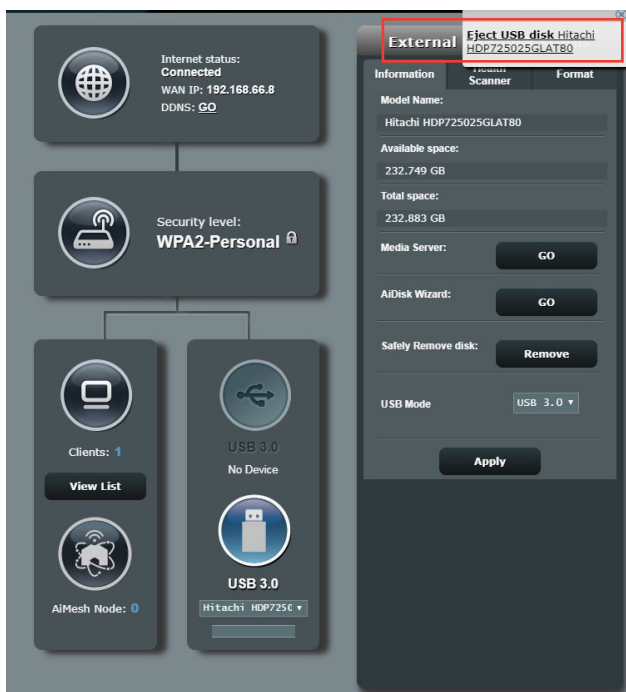 Internet status:
Connected
WAN IP: 192.168.66.8
DDNS: GO
Security level:
WPA2-Personal
Clients: 1
View List
AiMesh Node: 0
USB 3.0
No Device
USB 3.0
Hitachi HDP725
External
Eject USB disk Hitachi
HDP725025GLAT80
Information
Health
Scanner
Format
Model Name:
Hitachi HDP725025GLAT80
Available space:
232.749 GB
Total space:
232.883 GB
Media Server:
GO
AiDisk Wizard:
GO
Safely Remove disk:
Remove
USB Mode
USB 3.0
Apply